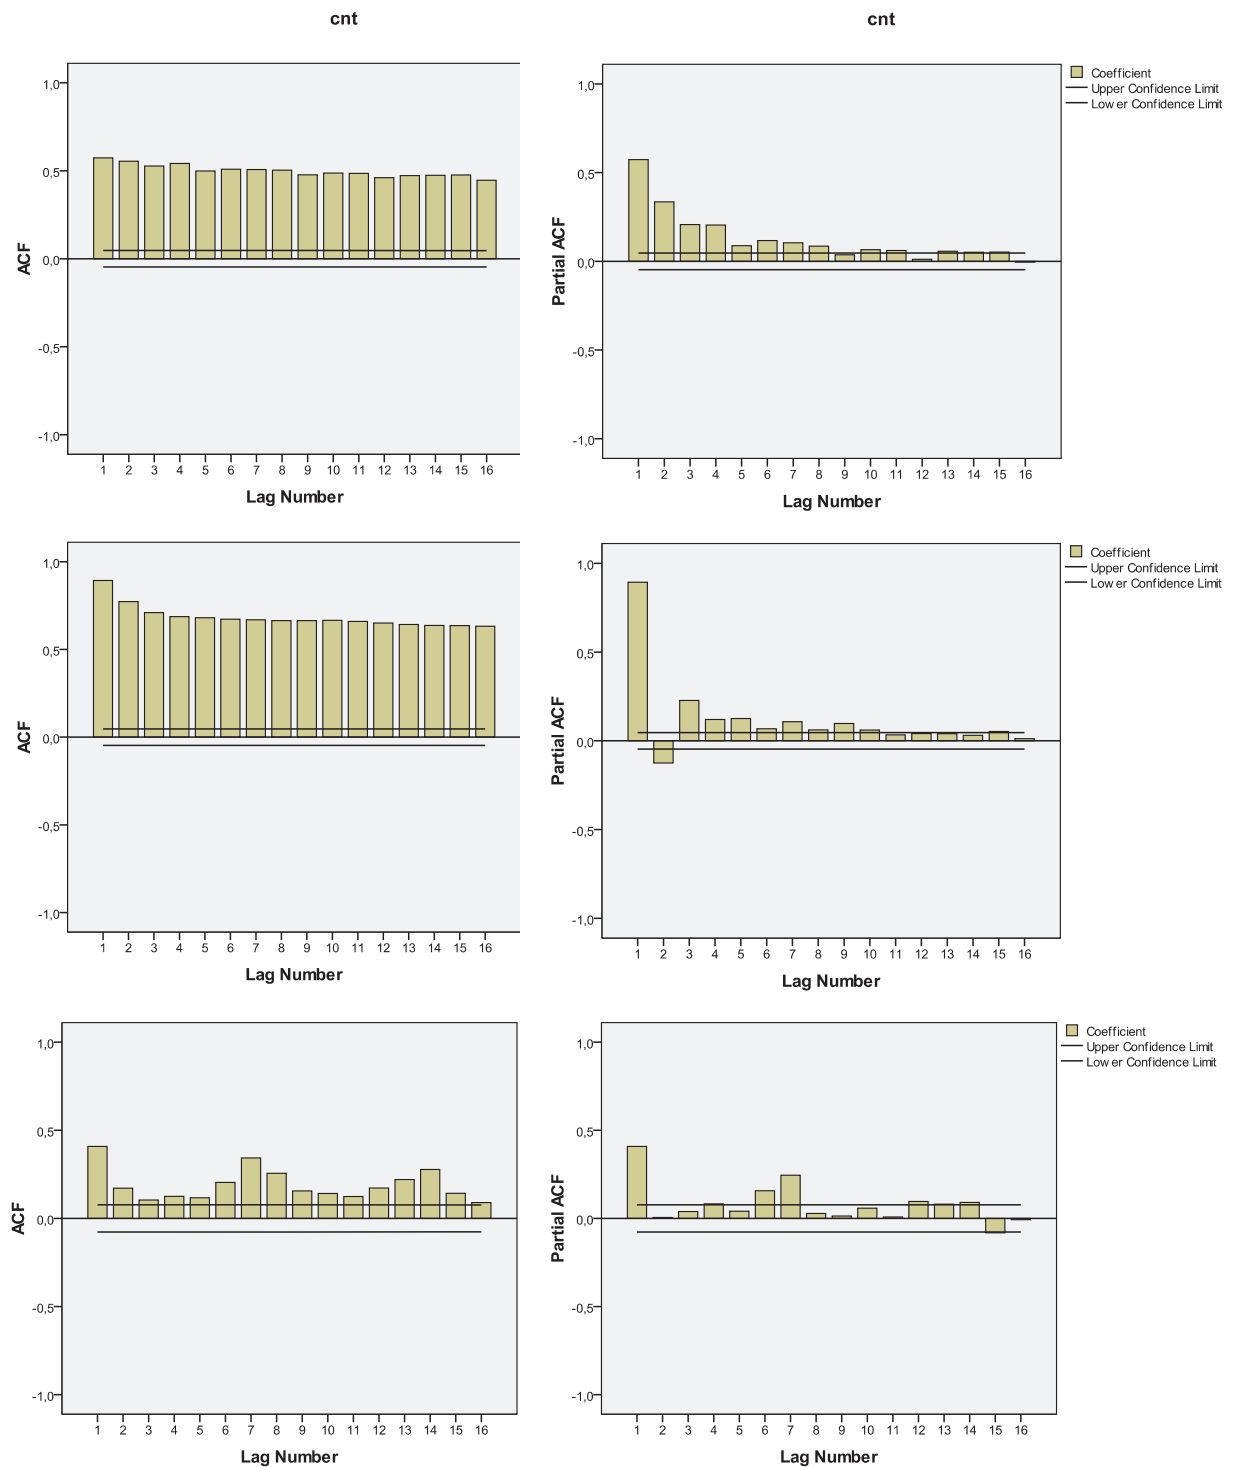 cnt
1,0
0,5
0,0
-0,5
-1,0
ACF
1 2 3 4 5 6 7 8 9 10 11 12 13 14 15 16
Lag Number
cnt
1,0
0,5
0,0
-0,5
-1,0
Partial ACF
1 2 3 4 5 6 7 8 9 10 11 12 13 14 15 16
Lag Number
Coefficient
Upper Confidence Limit
Lower Confidence Limit
1,0
0,5
0,0
-0,5
-1,0
ACF
1 2 3 4 5 6 7 8 9 10 11 12 13 14 15 16
Lag Number
1,0
0,5
0,0
-0,5
-1,0
Partial ACF
1 2 3 4 5 6 7 8 9 10 11 12 13 14 15 16
Lag Number
Coefficient
Upper Confidence Limit
Lower Confidence Limit
1,0
0,5
0,0
-0,5
-1,0
ACF
1 2 3 4 5 6 7 8 9 10 11 12 13 14 15 16
Lag Number
1,0
0,5
0,0
-0,5
-1,0
Partial ACF
1 2 3 4 5 6 7 8 9 10 11 12 13 14 15 16
Lag Number
Coefficient
Upper Confidence Limit
Lower Confidence Limit